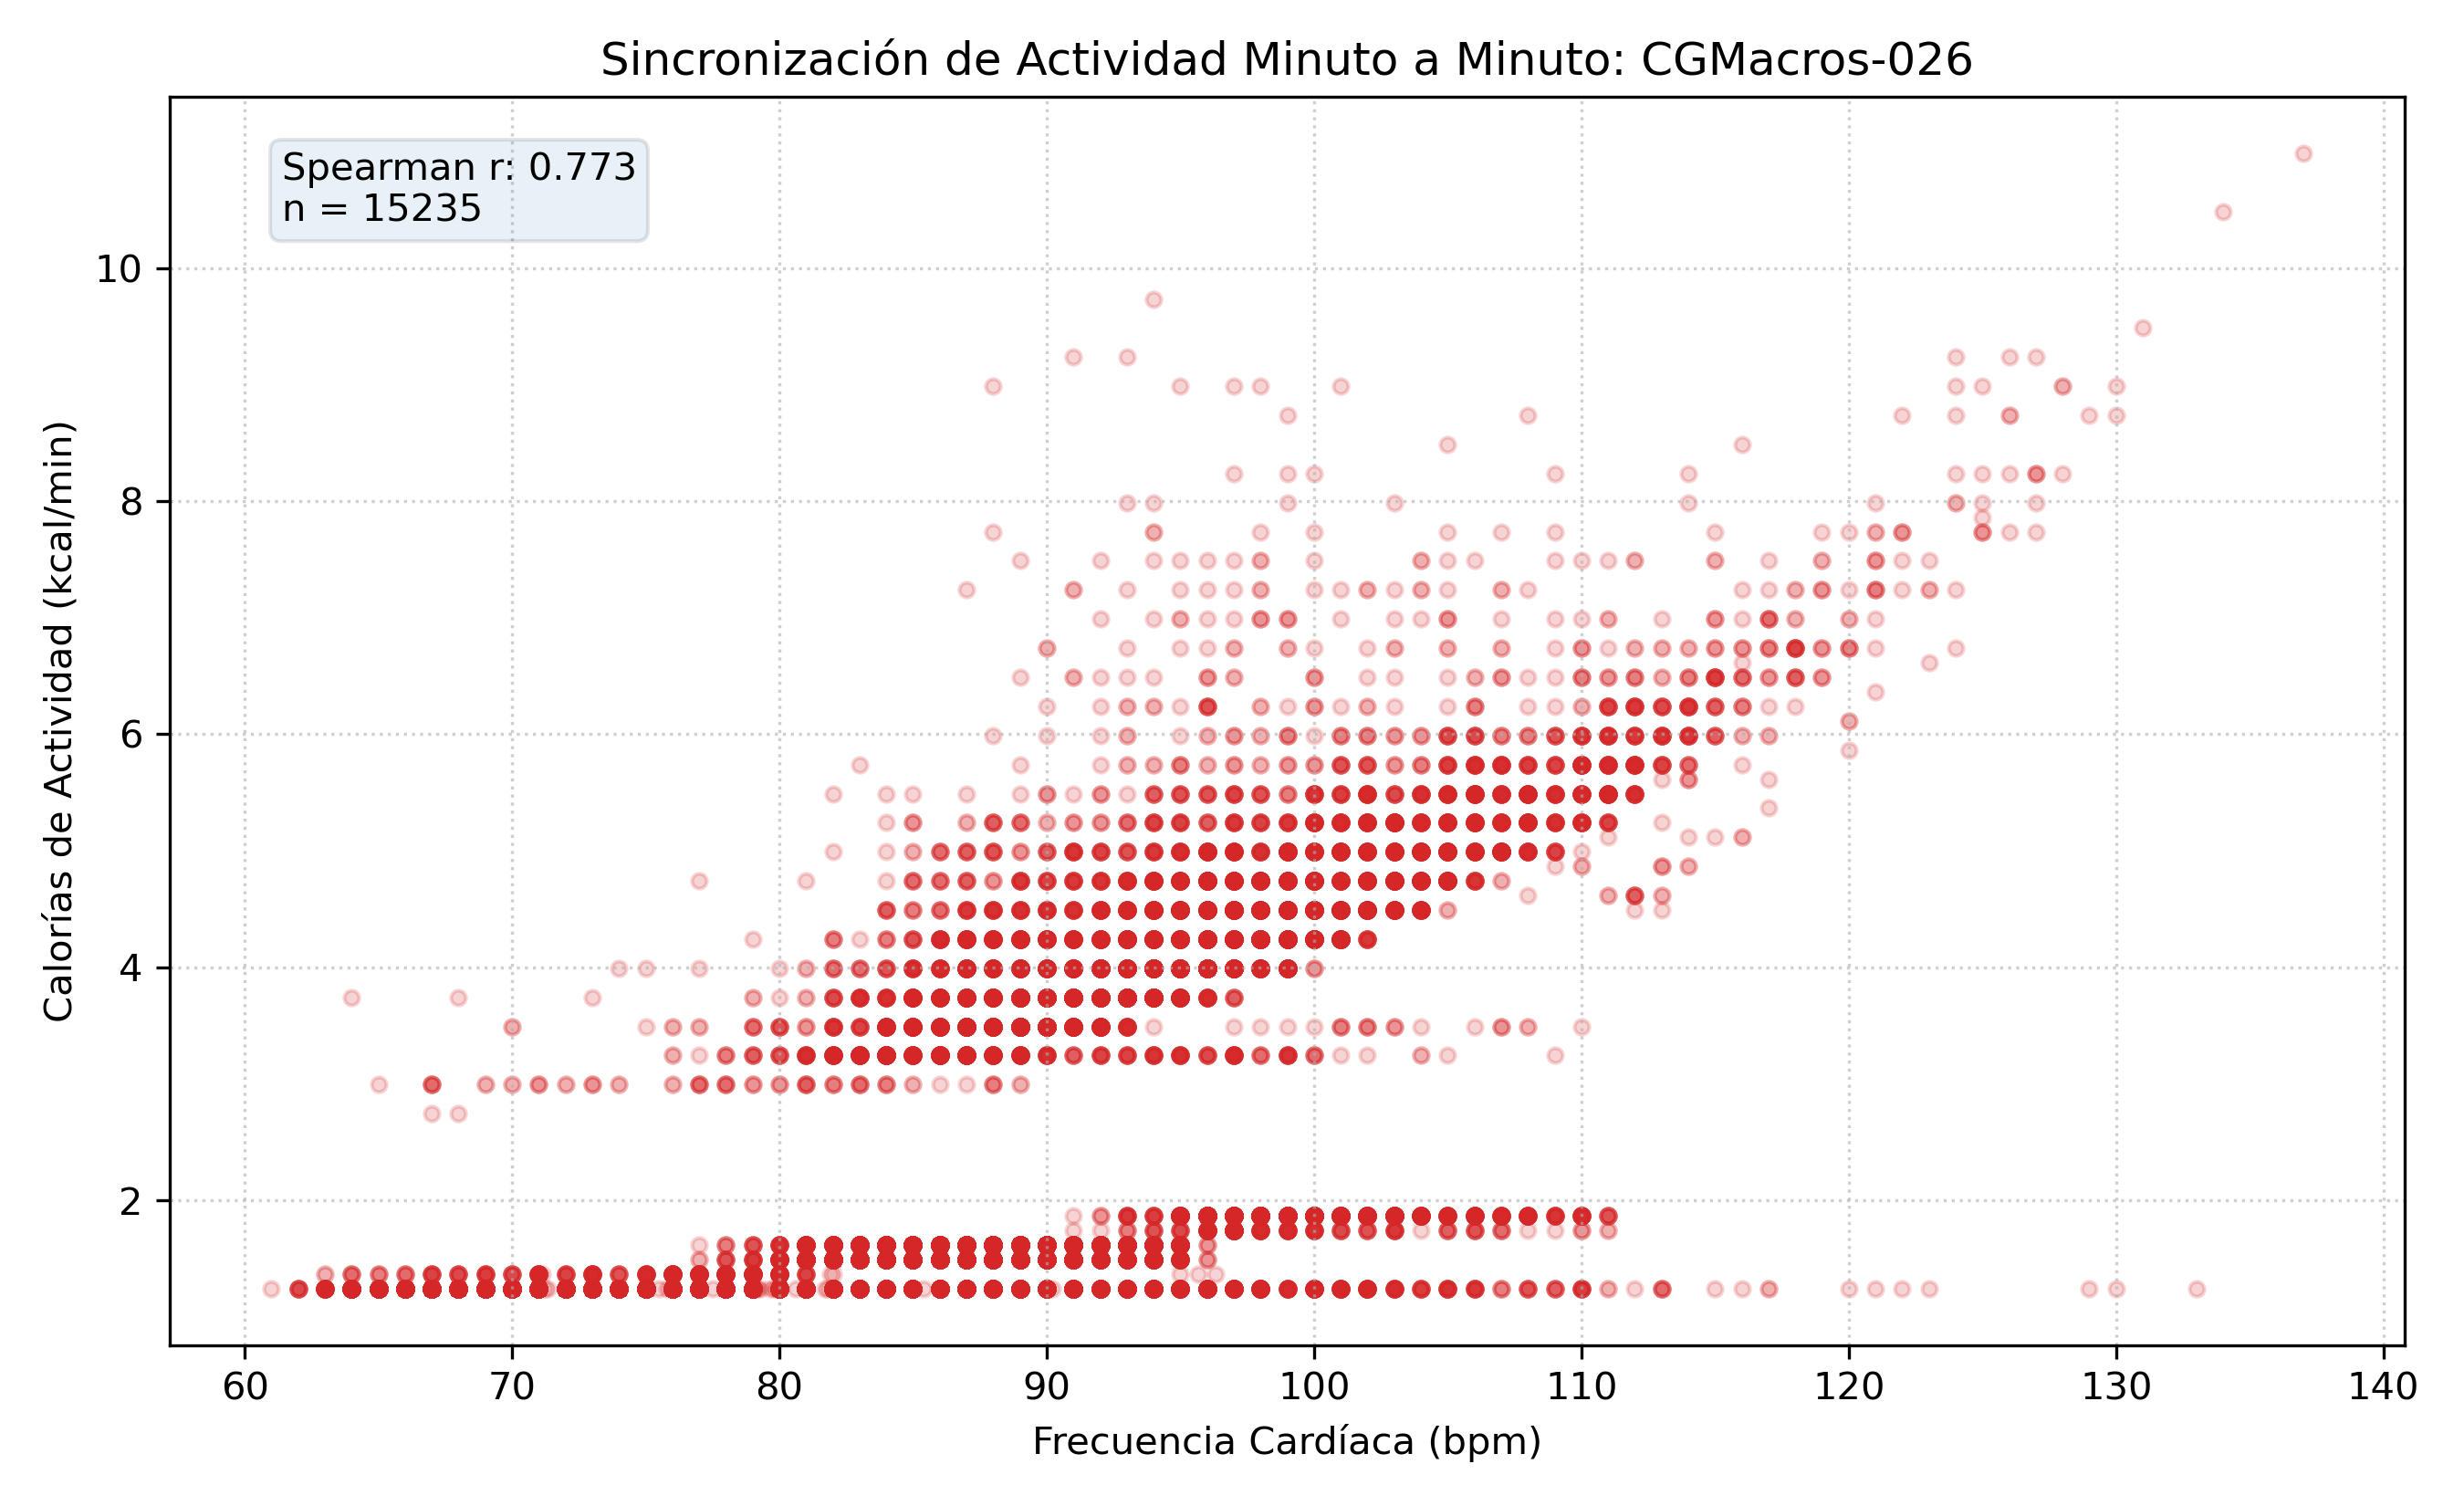 Sincronización de Actividad Minuto a Minuto: CGMacros-026
Spearman r: 0.773
n = 15235
Calorías de Actividad (kcal/min)
10
8
6
4
2
60 70 80 90 100 110 120 130 140
Frecuencia Cardíaca (bpm)